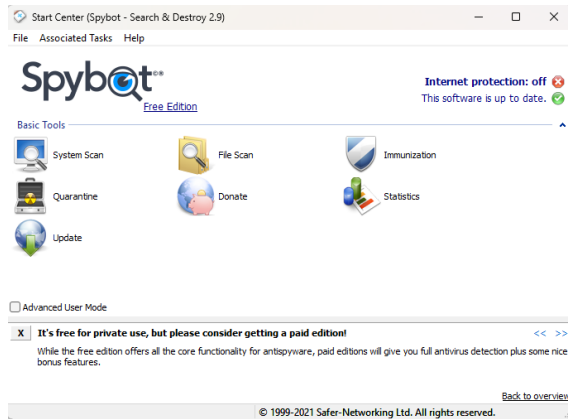 Start Center (Spybot - Search & Destroy 2.9)
File Associated Tasks Help
Spybot©®
Free Edition
Internet protection: off
This software is up to date.
Basic Tools
System Scan File Scan Immunization
Quarantine Donate Statistics
Update
Advanced User Mode
X It's free for private use, but please consider getting a paid edition! << >>
While the free edition offers all the core functionality for antispyware, paid editions will give you full antivirus detection plus some nice
bonus features.
Back to overview
© 1999-2021 Safer-Networking Ltd. All rights reserved.